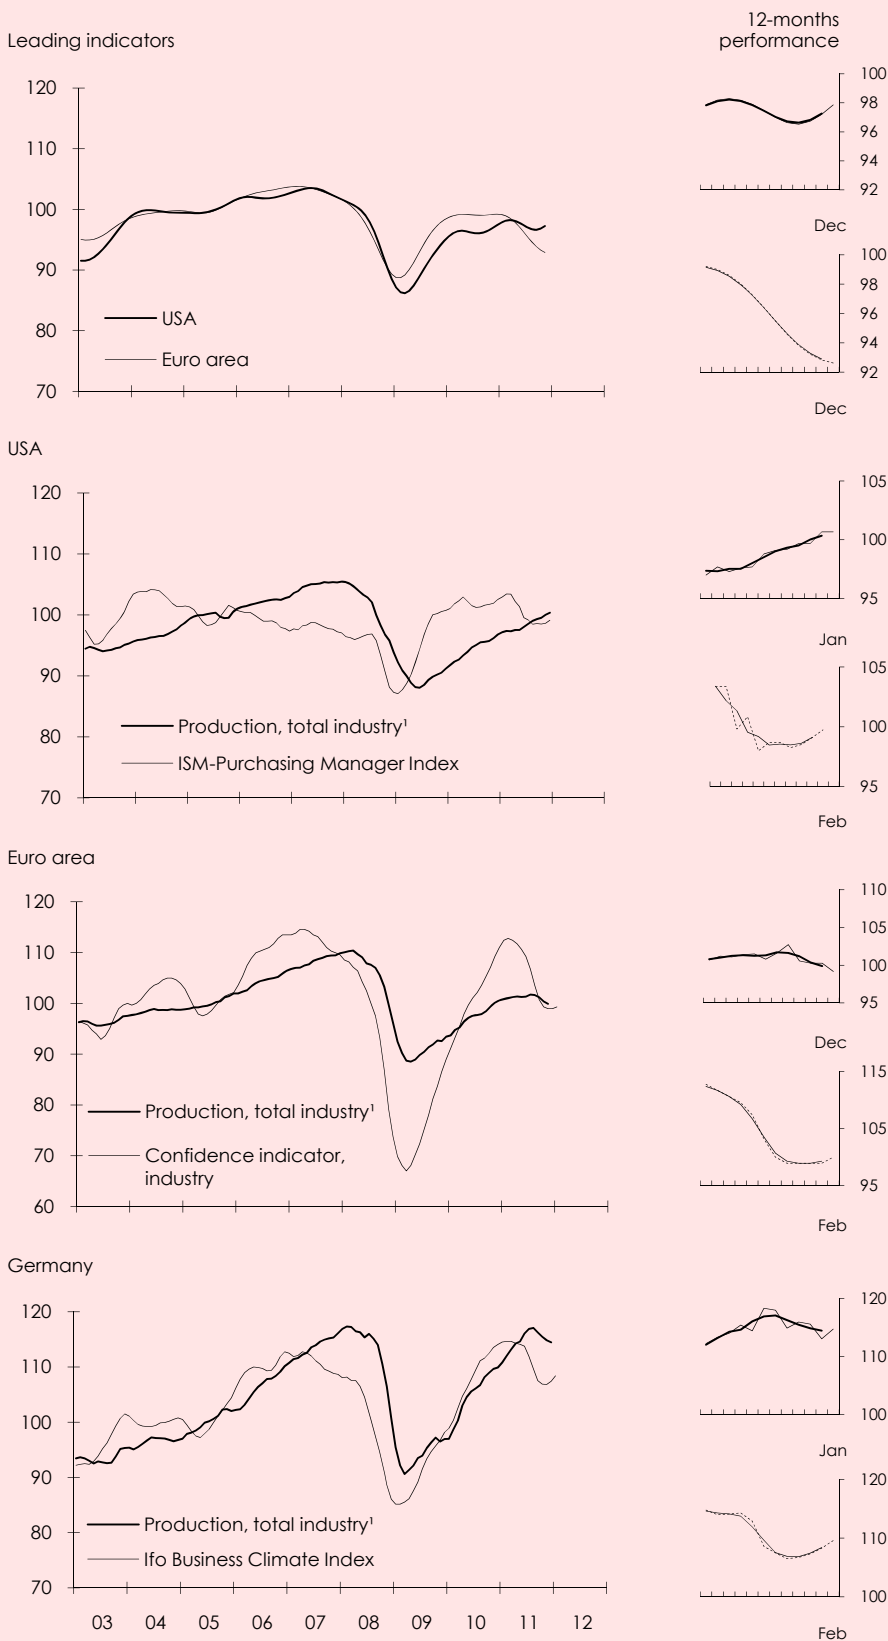 12-months
performance
Leading indicators
120
110
100
90
80
70
USA
Euro area
100
98
96
94
92
Dec
100
98
96
94
92
Dec
USA
120
110
100
90
80
70
Production, total industry¹
ISM-Purchasing Manager Index
105
100
95
Jan
105
100
95
Feb
Euro area
120
110
100
90
80
70
60
Production, total industry¹
Confidence indicator,
industry
110
105
100
95
Dec
115
105
95
Feb
Germany
120
110
100
90
80
70
Production, total industry¹
Ifo Business Climate Index
03 04 05 06 07 08 09 10 11 12
120
110
100
Jan
120
110
100
Feb